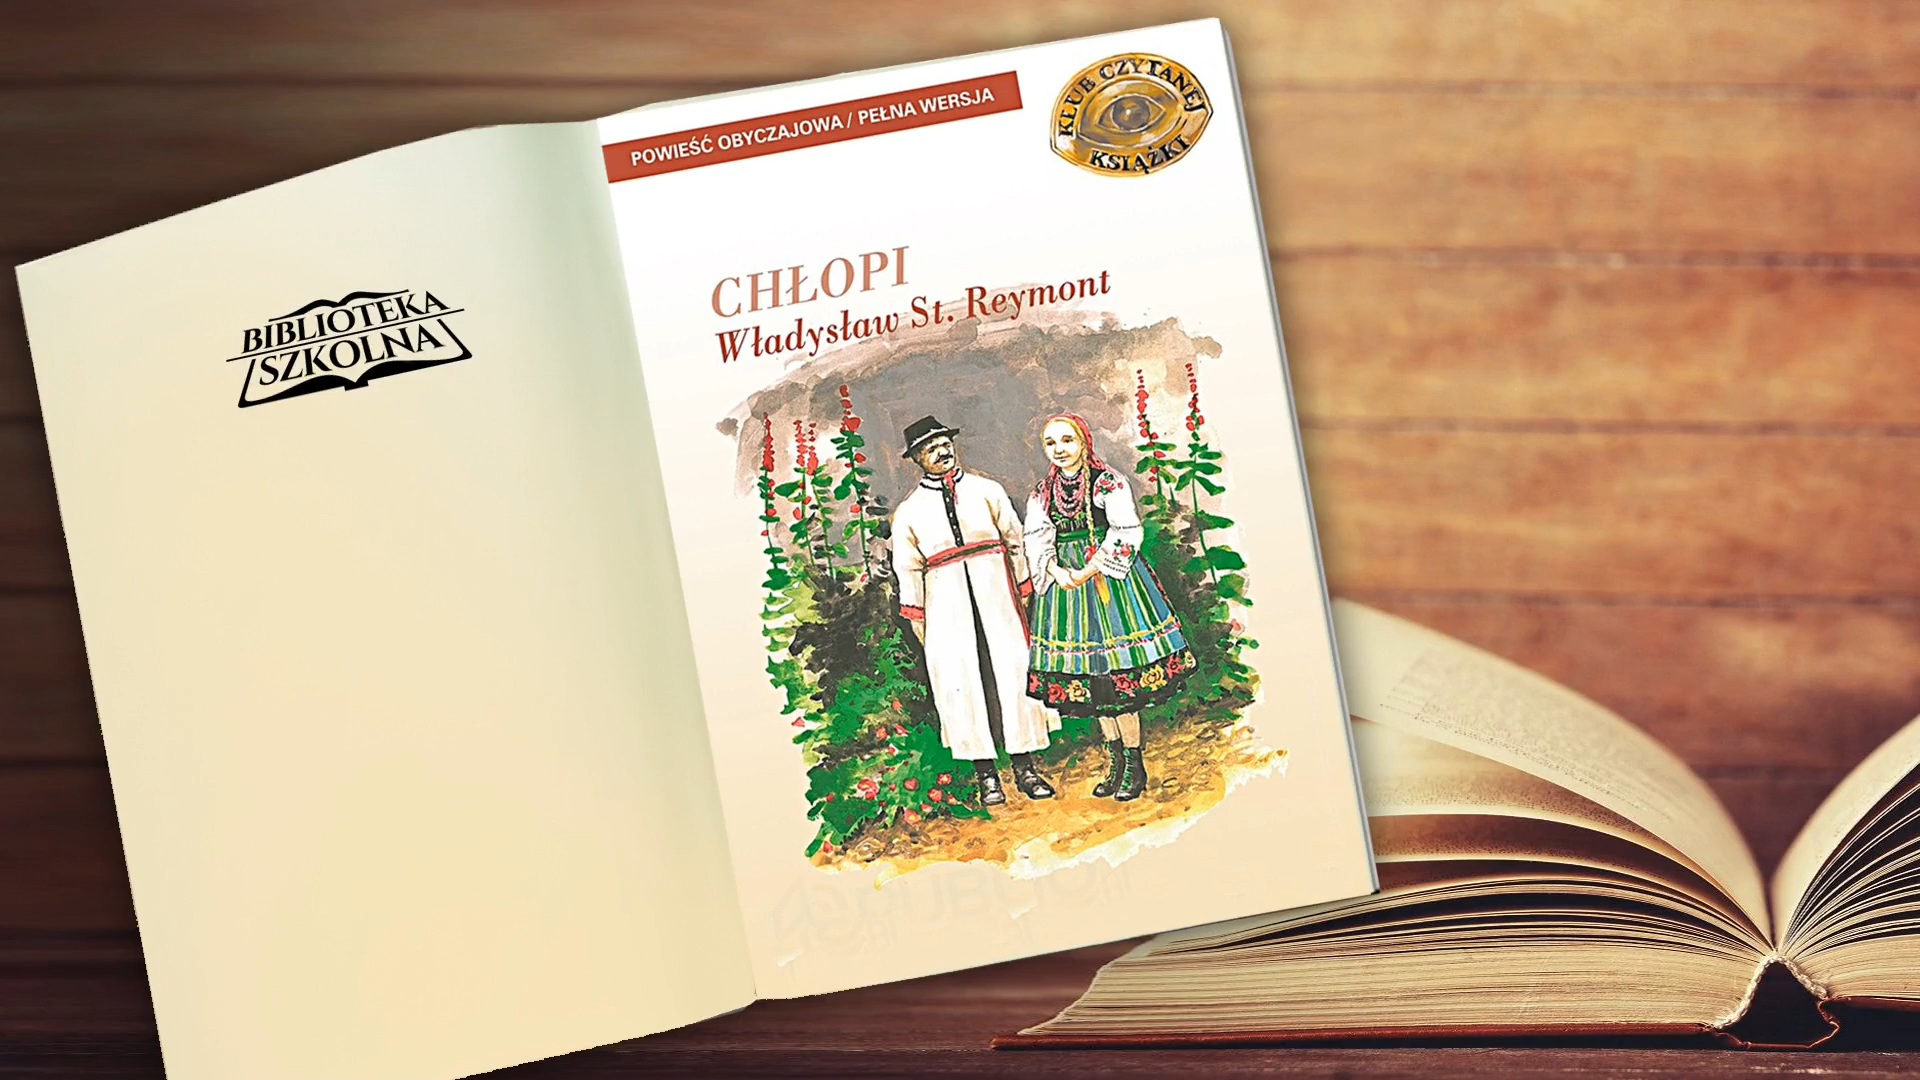 BIBLIOTEKA
SZKOLNA
POWIEŚĆ OBYCZAJOWA / PEŁNA WERSJA
KLUB CZYTANEJ
KSIĄŻKI
CHŁOPI
Władysław St. Reymont